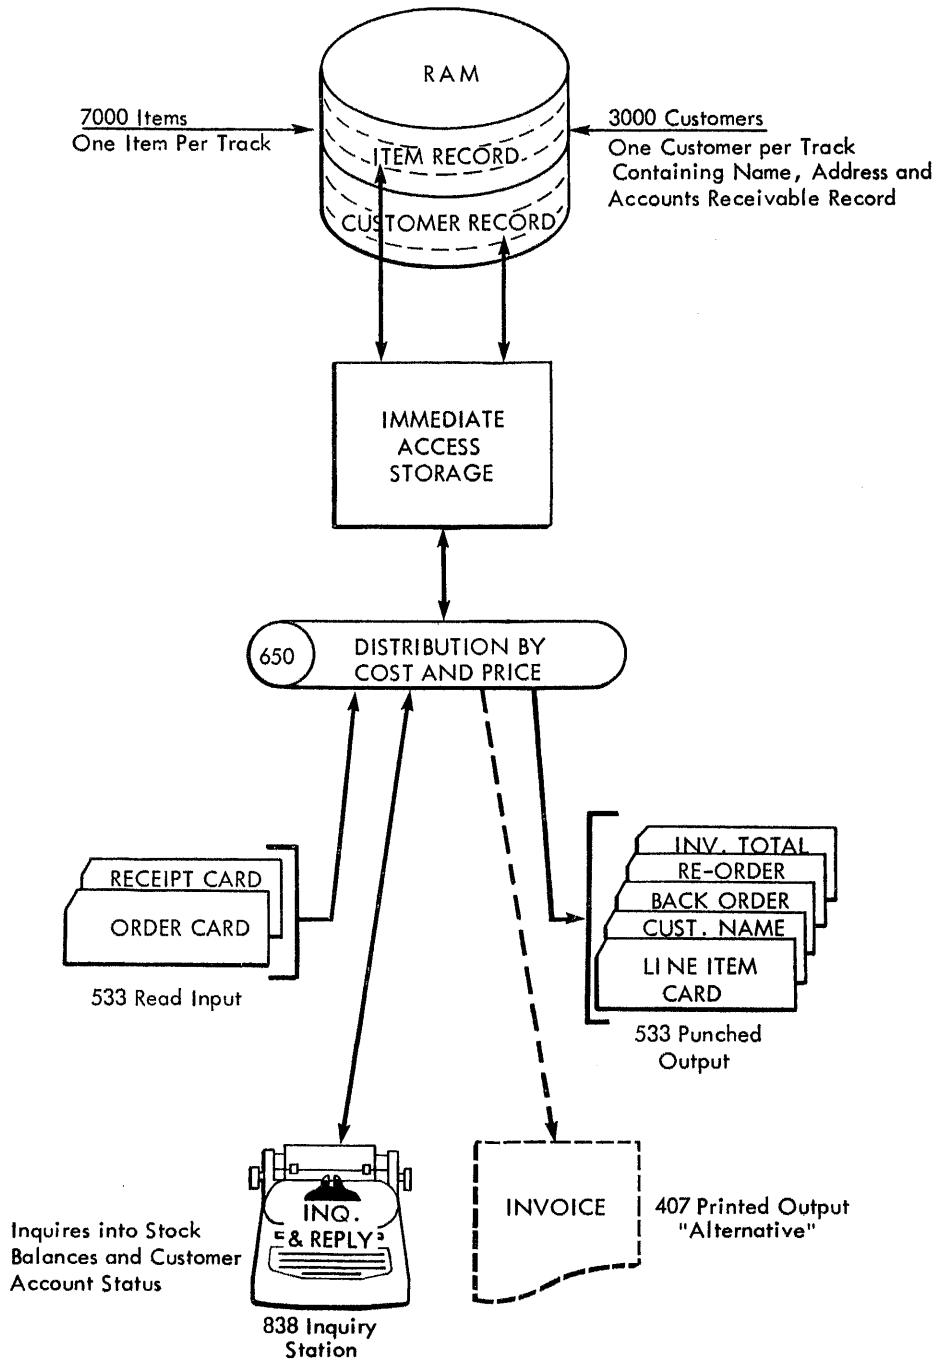 RAM
7000 Items
One Item Per Track
3000 Customers
One Customer per Track
Containing Name, Address and
Accounts Receivable Record
ITEM RECORD
CUSTOMER RECORD
IMMEDIATE
ACCESS
STORAGE
650
DISTRIBUTION BY
COST AND PRICE
RECEIPT CARD
ORDER CARD
533 Read Input
INV. TOTAL
RE-ORDER
BACK ORDER
CUST. NAME
LINE ITEM
CARD
533 Punched
Output
INQ.
& REPLY
Inquires into Stock
Balances and Customer
Account Status
838 Inquiry
Station
INVOICE
407 Printed Output
"Alternative"